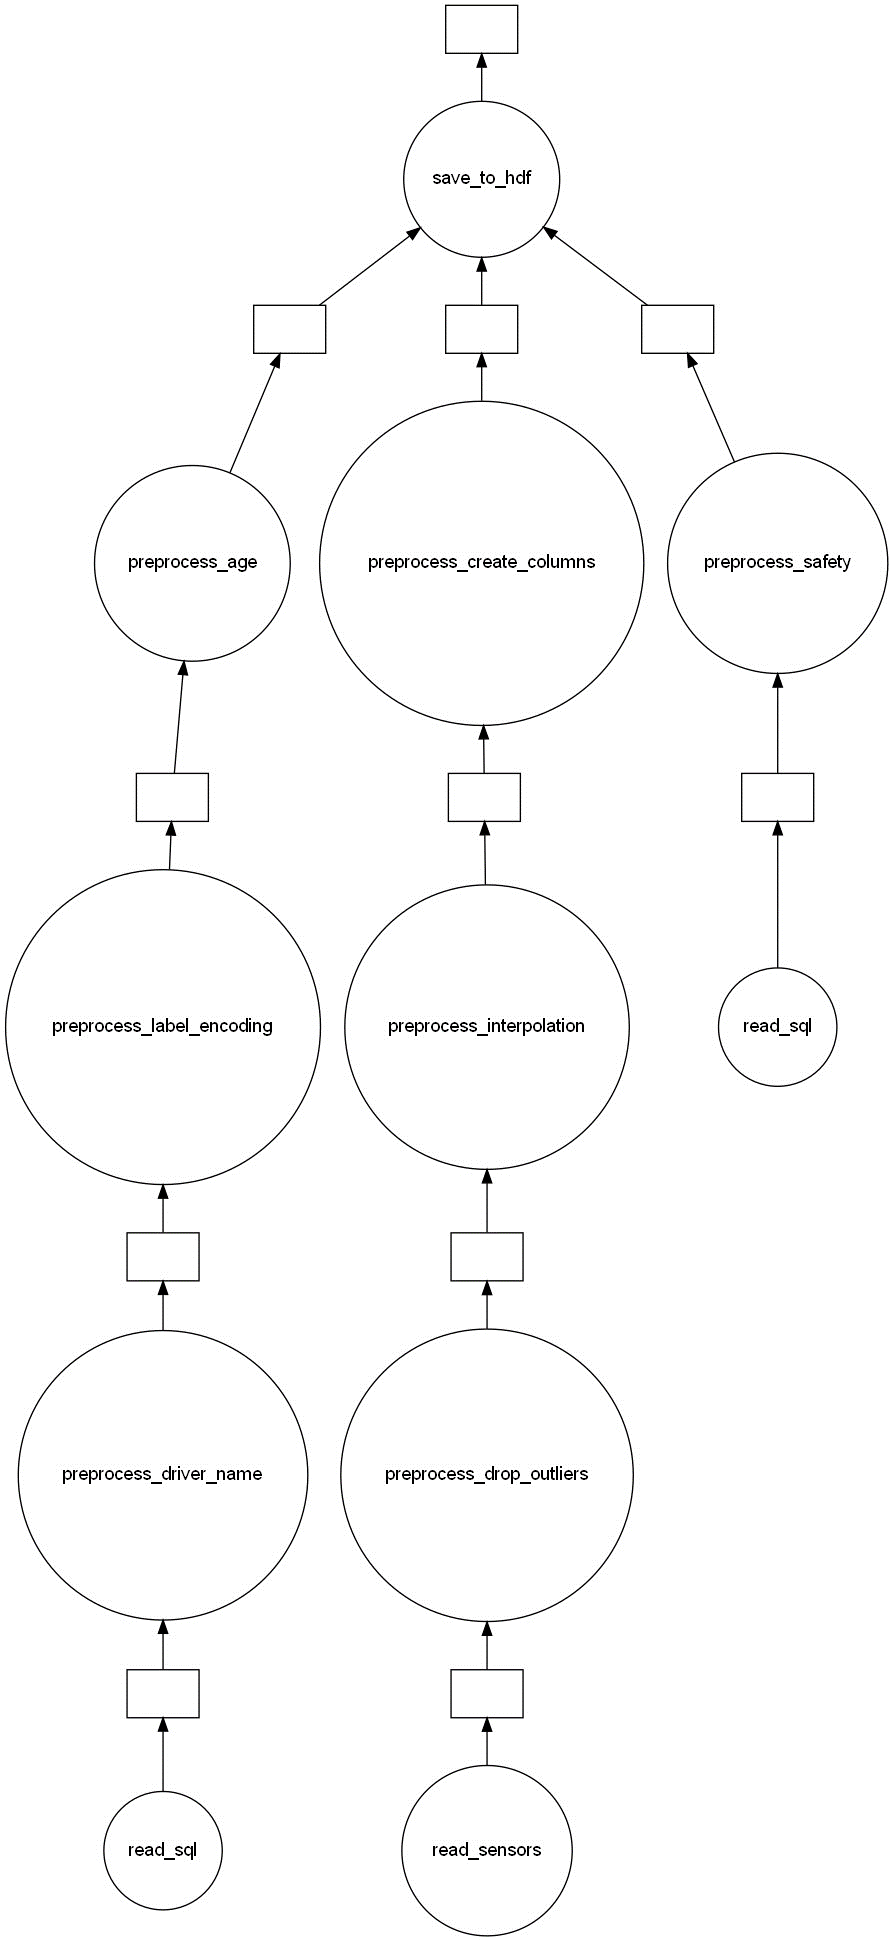 save_to_hdf
preprocess_age
preprocess_create_columns
preprocess_safety
preprocess_label_encoding
preprocess_interpolation
read_sql
preprocess_driver_name
preprocess_drop_outliers
read_sql
read_sensors